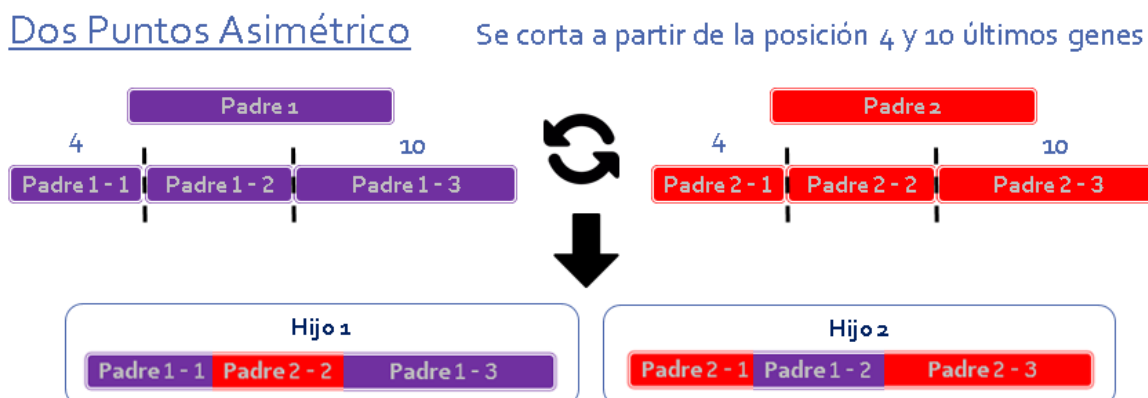 Dos Puntos Asimétrico
Se corta a partir de la posición 4 y 10 últimos genes
Padre 1
Padre 2
4
10
4
10
Padre 1 - 1
Padre 1 - 2
Padre 1 - 3
Padre 2 - 1
Padre 2 - 2
Padre 2 - 3
Hijo 1
Hijo 2
Padre 1 - 1 Padre 2 - 2 Padre 1 - 3
Padre 2 - 1 Padre 1 - 2 Padre 2 - 3